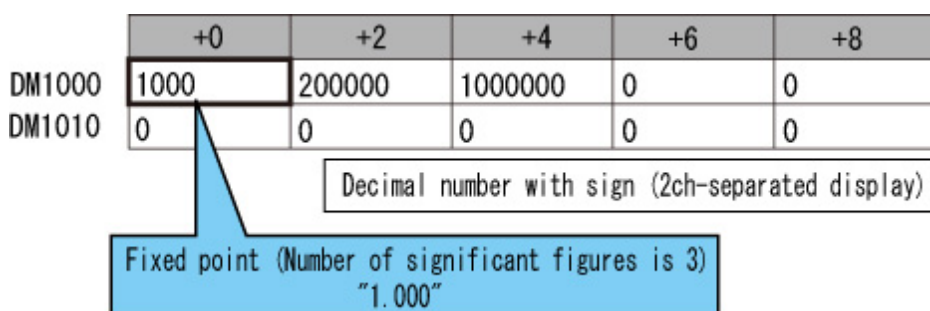 +0 +2 +4 +6 +8
DM1000 1000 200000 1000000 0 0
DM1010 0 0 0 0 0
Decimal number with sign (2ch-separated display)
Fixed point (Number of significant figures is 3)
"1.000"